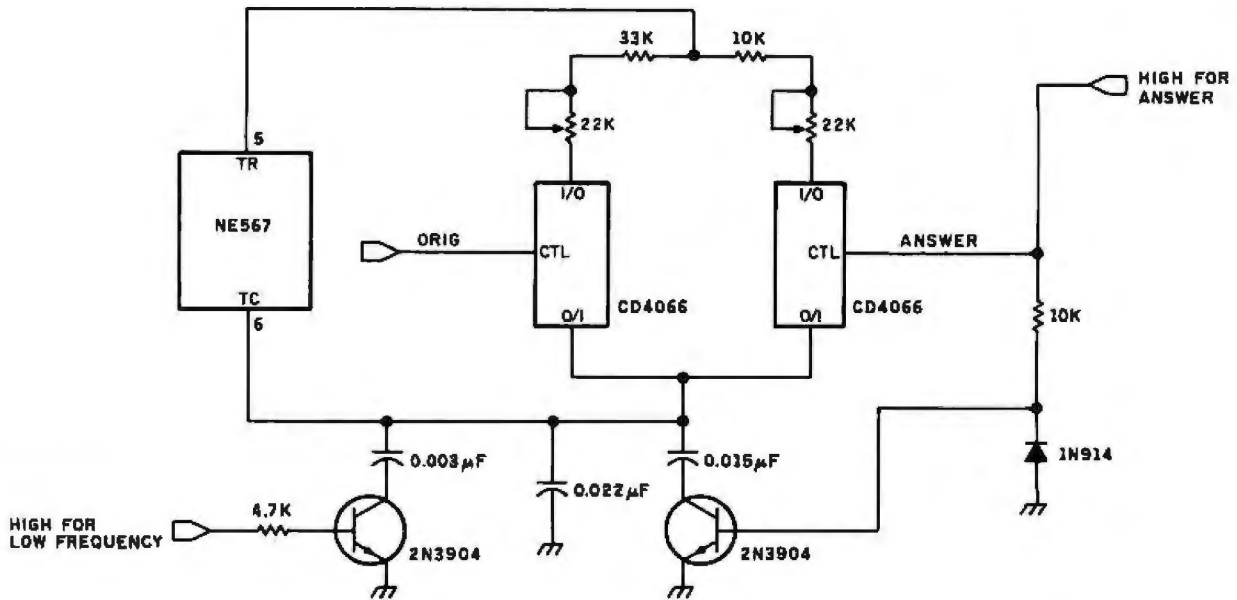 33K
10K
HIGH FOR
ANSWER
22K
22K
5
TR
I/O
I/O
NE567
ORIG
CTL
CTL
ANSWER
TC
O/I
O/I
CD4066
CD4066
10K
6
0.003µF
0.022µF
0.015µF
1N914
HIGH FOR
LOW FREQUENCY
4.7K
2N3904
2N3904